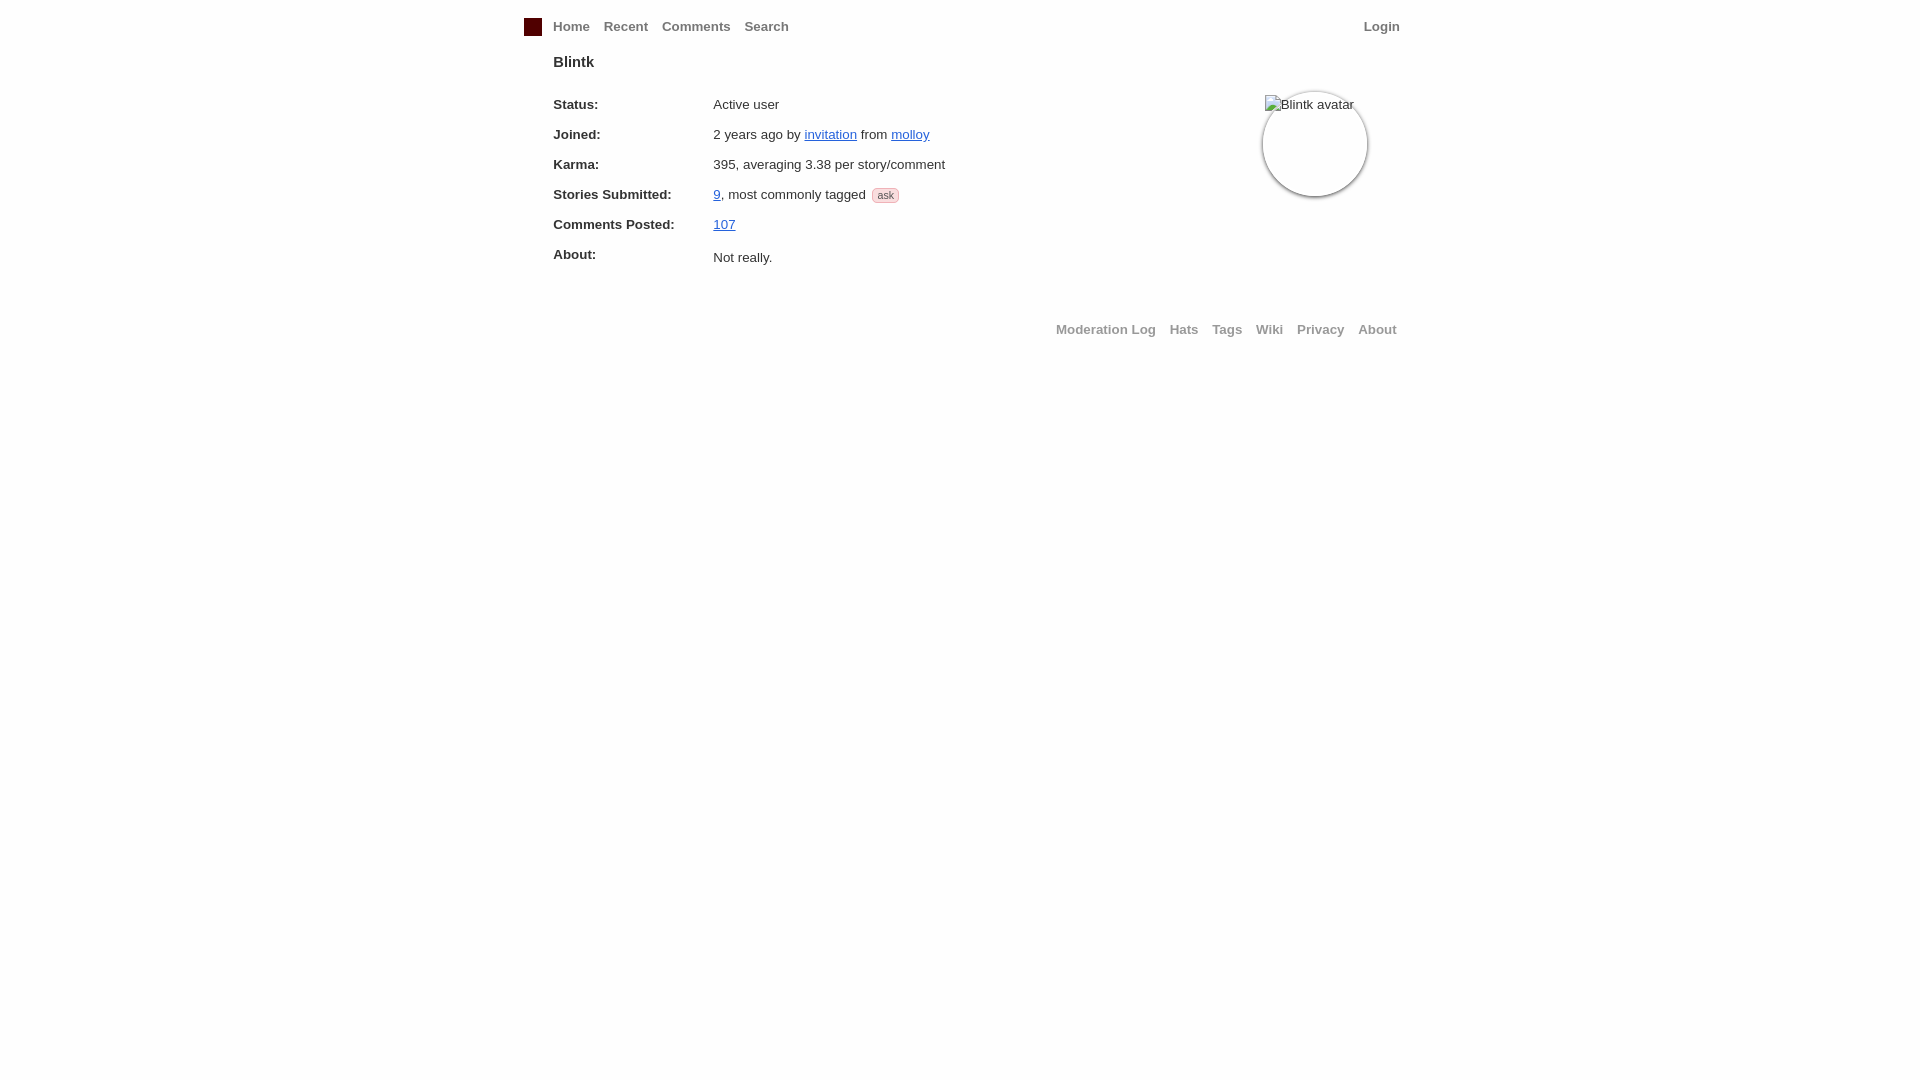 Home Recent Comments Search Login
Blintk
Status: Active user
Blintk avatar
Joined: 2 years ago by invitation from molloy
Karma: 395, averaging 3.38 per story/comment
Stories Submitted: 9, most commonly tagged ask
Comments Posted: 107
About: Not really.
Moderation Log Hats Tags Wiki Privacy About